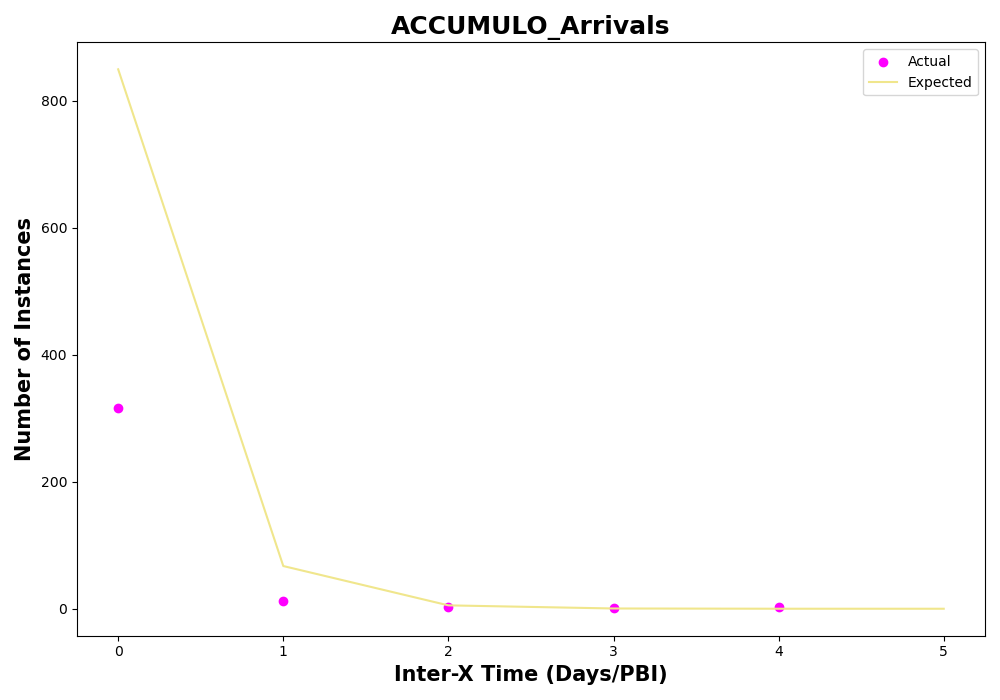 ACCUMULO_Arrivals
Actual
Expected
Number of Instances
800
600
400
200
0
0 1 2 3 4 5
Inter-X Time (Days/PBI)